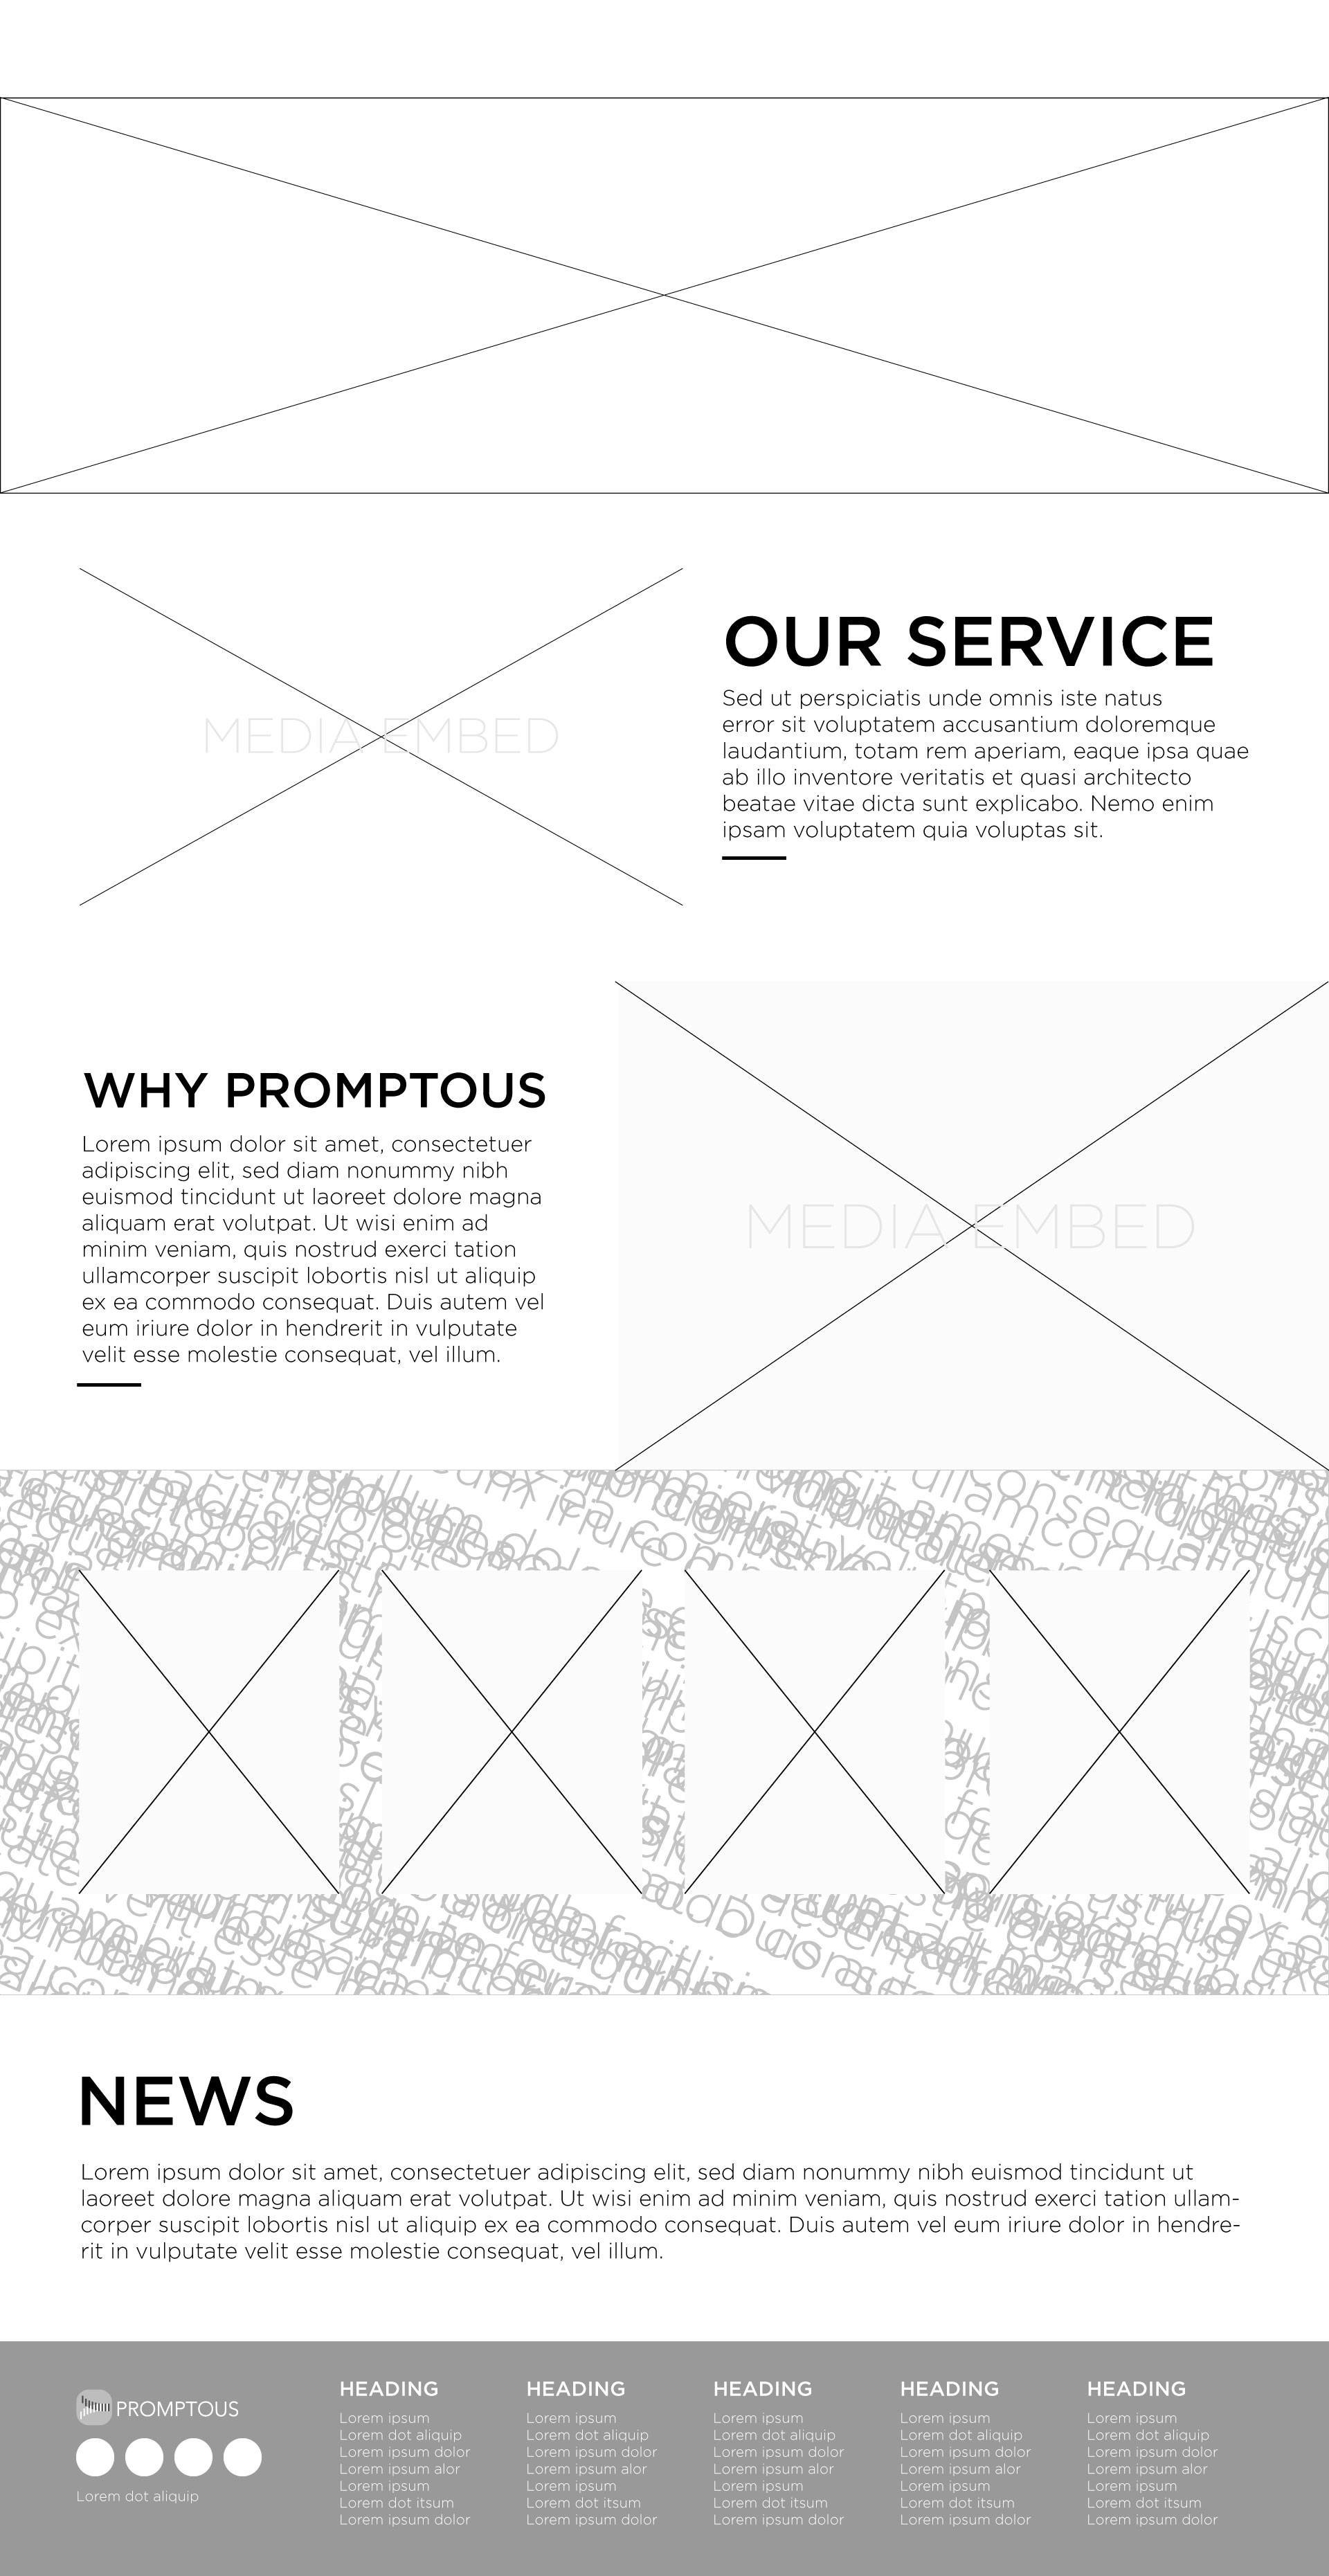 MEDIA EMBED
OUR SERVICE
Sed ut perspiciatis unde omnis iste natus
error sit voluptatem accusantium doloremque
laudantium, totam rem aperiam, eaque ipsa quae
ab illo inventore veritatis et quasi architecto
beatae vitae dicta sunt explicabo. Nemo enim
ipsam voluptatem quia voluptas sit.
WHY PROMPTOUS
Lorem ipsum dolor sit amet, consectetuer
adipiscing elit, sed diam nonummy nibh
euismod tincidunt ut laoreet dolore magna
aliquam erat volutpat. Ut wisi enim ad
minim veniam, quis nostrud exerci tation
ullamcorper suscipit lobortis nisl ut aliquip
ex ea commodo consequat. Duis autem vel
eum iriure dolor in hendrerit in vulputate
velit esse molestie consequat, vel illum.
MEDIA EMBED
NEWS
Lorem ipsum dolor sit amet, consectetuer adipiscing elit, sed diam nonummy nibh euismod tincidunt ut
laoreet dolore magna aliquam erat volutpat. Ut wisi enim ad minim veniam, quis nostrud exerci tation ullam-
corper suscipit lobortis nisl ut aliquip ex ea commodo consequat. Duis autem vel eum iriure dolor in hendre-
rit in vulputate velit esse molestie consequat, vel illum.
PROMPTOUS
Lorem dot aliquip
HEADING
Lorem ipsum
Lorem dot aliquip
Lorem ipsum dolor
Lorem ipsum alor
Lorem ipsum
Lorem dot itsum
Lorem ipsum dolor
HEADING
Lorem ipsum
Lorem dot aliquip
Lorem ipsum dolor
Lorem ipsum alor
Lorem ipsum
Lorem dot itsum
Lorem ipsum dolor
HEADING
Lorem ipsum
Lorem dot aliquip
Lorem ipsum dolor
Lorem ipsum alor
Lorem ipsum
Lorem dot itsum
Lorem ipsum dolor
HEADING
Lorem ipsum
Lorem dot aliquip
Lorem ipsum dolor
Lorem ipsum alor
Lorem ipsum
Lorem dot itsum
Lorem ipsum dolor
HEADING
Lorem ipsum
Lorem dot aliquip
Lorem ipsum dolor
Lorem ipsum alor
Lorem ipsum
Lorem dot itsum
Lorem ipsum dolor